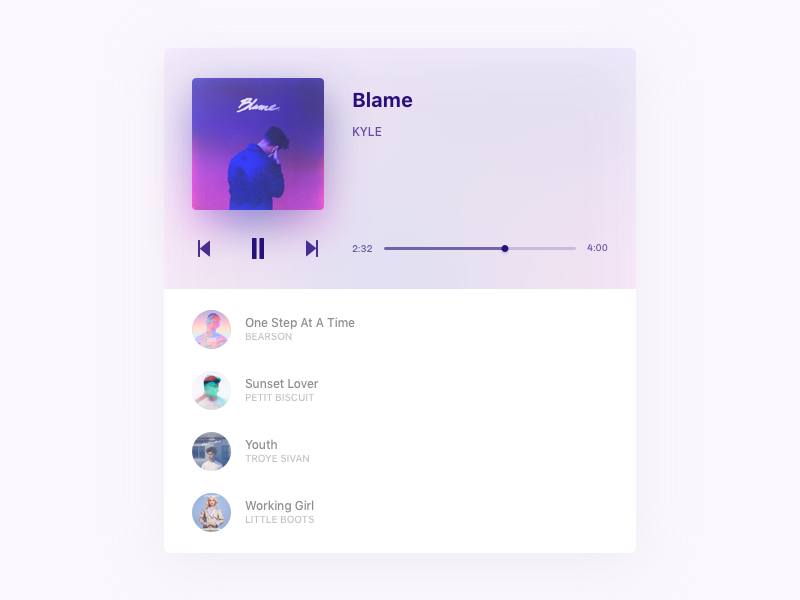 Blame
Blame
KYLE
2:32
4:00
One Step At A Time
BEARSON
Sunset Lover
PETIT BISCUIT
Youth
TROYE SIVAN
Working Girl
LITTLE BOOTS